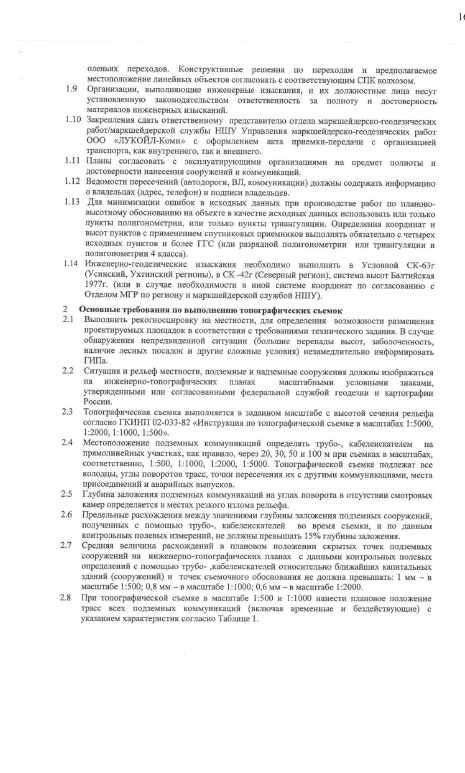 16
оленьих переходов. Конструктивные решения по переходам и предполагаемое
местоположение линейных объектов согласовать с соответствующим СПК колхозом.
1.9 Организации, выполняющие инженерные изыскания, и их должностные лица несут
установленную законодательством ответственность за полноту и достоверность
материалов инженерных изысканий.
1.10 Закрепления сдать ответственному представителю отдела маркшейдерско-геодезических
работ/маркшейдерской службы НШУ Управления маркшейдерско-геодезических работ
ООО «ЛУКОЙЛ-Коми» с оформлением акта приемки-передачи с организацией
транспорта, как внутреннего, так и внешнего.
1.11 Планы согласовать с эксплуатирующими организациями на предмет полноты и
достоверности нанесения сооружений и коммуникаций.
1.12 Ведомости пересечений (автодороги, ВЛ, коммуникации) должны содержать информацию
о владельцах (адрес, телефон) и подписи владельцев.
1.13 Для минимизации ошибок в исходных данных при производстве работ по планово-
высотному обоснованию на объекте в качестве исходных данных использовать или только
пункты полигонометрии, или только пункты триангуляции. Определения координат и
высот пунктов с применением спутниковых приемников выполнять обязательно с четырех
исходных пунктов и более ГГС (или разрядной полигонометрии или триангуляции и
полигонометрии 4 класса).
1.14 Инженерно-геодезические изыскания необходимо выполнять в Условной СК-63г
(Усинский, Ухтинский регионы), в СК -42г (Северный регион), система высот Балтийская
1977г. (или в случае необходимости в иной системе координат по согласованию с
Отделом МГР по региону и маркшейдерской службой НШУ).
2 Основные требования по выполнению топографических съемок
2.1 Выполнить рекогносцировку на местности, для определения возможности размещения
проектируемых площадок в соответствии с требованиями технического задания. В случае
обнаружения непредвиденной ситуации (большие перепады высот, заболоченность,
наличие лесных посадок и другие сложные условия) незамедлительно информировать
ГИПа.
2.2 Ситуация и рельеф местности, подземные и надземные сооружения должны изображаться
на инженерно-топографических планах масштабными условными знаками,
утвержденными или согласованными федеральной службой геодезии и картографии
России.
2.3 Топографическая съемка выполняется в заданном масштабе с высотой сечения рельефа
согласно ГКИНП 02-033-82 «Инструкция по топографической съемке в масштабах 1:5000,
1:2000, 1:1000, 1:500».
2.4 Местоположение подземных коммуникаций определять трубо-, кабелеискателем на
прямолинейных участках, как правило, через 20, 30, 50 и 100 м при съемках в масштабах,
соответственно, 1:500, 1:1000, 1:2000, 1:5000. Топографической съемке подлежат все
колодцы, углы поворотов трасс, точки пересечения их с другими коммуникациями, места
присоединений и аварийных выпусков.
2.5 Глубина заложения подземных коммуникаций на углах поворота в отсутствии смотровых
камер определяется в местах резкого излома рельефа.
2.6 Предельные расхождения между значениями глубины заложения подземных сооружений,
полученных с помощью трубо-, кабелеискателей во время съемки, и по данным
контрольных полевых измерений, не должны превышать 15% глубины заложения.
2.7 Средняя величина расхождений в плановом положении скрытых точек подземных
сооружений на инженерно-топографических планах с данными контрольных полевых
определений с помощью трубо- ,кабелеискателей относительно ближайших капитальных
зданий (сооружений) и точек съемочного обоснования не должна превышать: 1 мм – в
масштабе 1:500; 0,8 мм – в масштабе 1:1000; 0,6 мм – в масштабе 1:2000.
2.8 При топографической съемке в масштабе 1:500 и 1:1000 нанести плановое положение
трасс всех подземных коммуникаций (включая временные и бездействующие) с
указанием характеристик согласно Таблице 1.